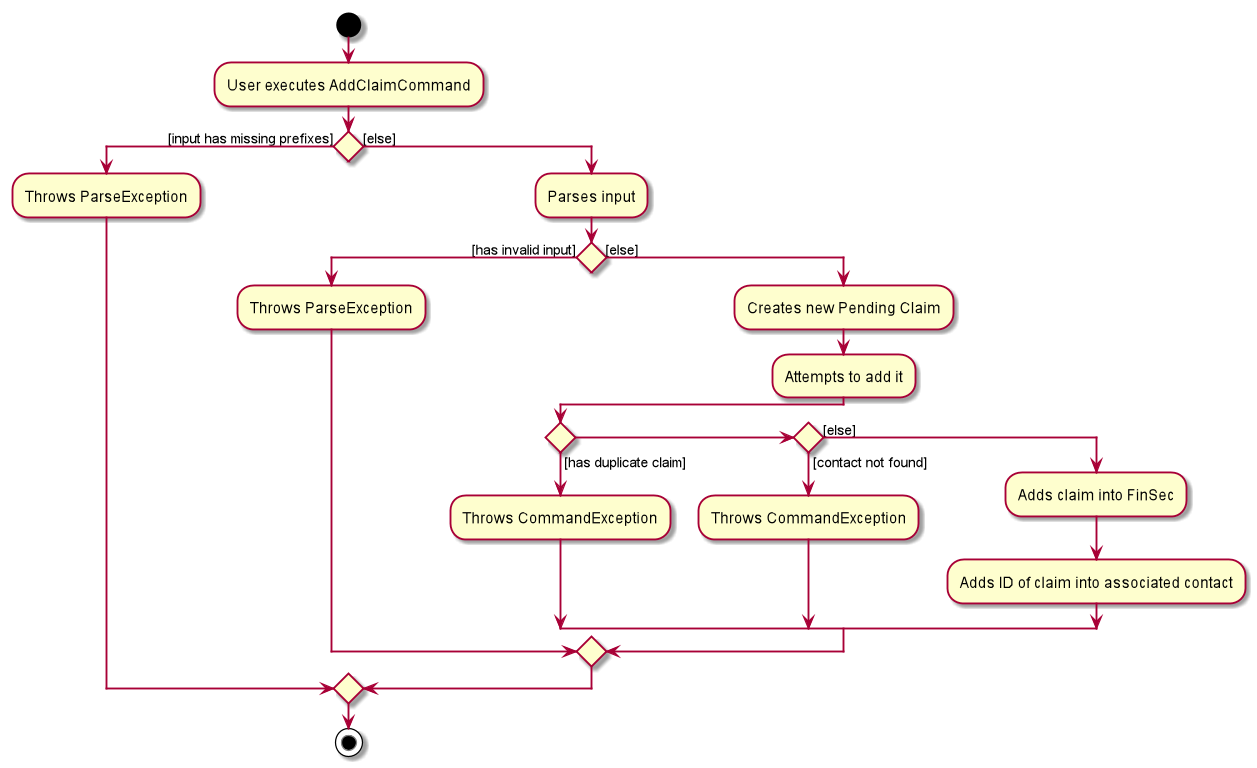 User executes AddClaimCommand
[input has missing prefixes]
[else]
Throws ParseException
Parses input
[has invalid input]
[else]
Throws ParseException
Creates new Pending Claim
Attempts to add it
[else]
[has duplicate claim]
[contact not found]
Throws CommandException
Throws CommandException
Adds claim into FinSec
Adds ID of claim into associated contact